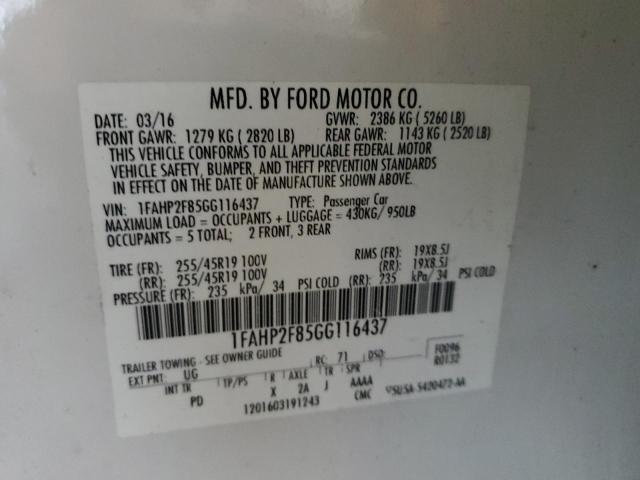 MFD. BY FORD MOTOR CO.
DATE: 03/16 GVWR: 2386 KG ( 5260 LB)
FRONT GAWR: 1279 KG ( 2820 LB) REAR GAWR: 1143 KG ( 2520 LB)
THIS VEHICLE CONFORMS TO ALL APPLICABLE FEDERAL MOTOR
VEHICLE SAFETY, BUMPER, AND THEFT PREVENTION STANDARDS
IN EFFECT ON THE DATE OF MANUFACTURE SHOWN ABOVE.
VIN: 1FAHP2F85GG116437 TYPE: Passenger Car
MAXIMUM LOAD = OCCUPANTS + LUGGAGE = 430KG/ 950LB
OCCUPANTS = 5 TOTAL; 2 FRONT, 3 REAR
TIRE (FR): 255/45R19 100V RIMS (FR): 19X8.5J
(RR): 255/45R19 100V (RR): 19X8.5J
PRESSURE (FR): 235 kPa/ 34 PSI COLD (RR): 235 kPa/ 34 PSI COLD
1FAHP2F85GG116437
TRAILER TOWING - SEE OWNER GUIDE RC: 71 DSO: F0096
EXT PNT: UG R0132
INT TR TP/PS R AXLE TR SPR
PD X 2A J AAAA
1201603191243 CMC 5420472-AA